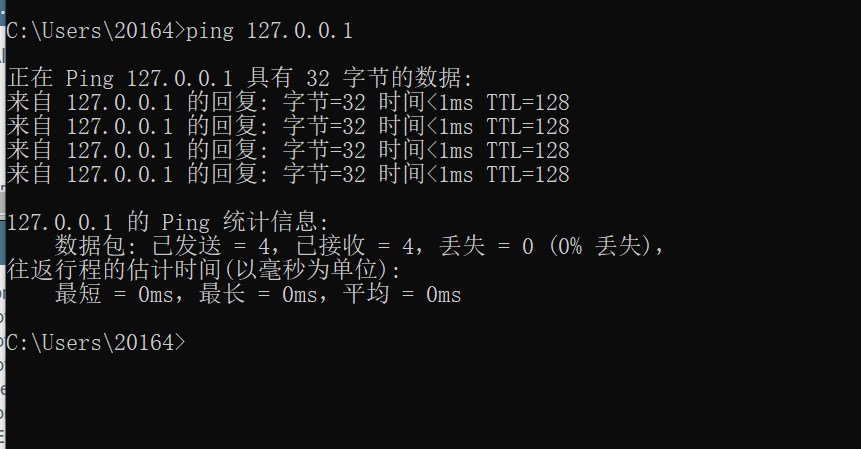 C:\Users\20164>ping 127.0.0.1
正在 Ping 127.0.0.1 具有 32 字节的数据:
来自 127.0.0.1 的回复: 字节=32 时间<1ms TTL=128
来自 127.0.0.1 的回复: 字节=32 时间<1ms TTL=128
来自 127.0.0.1 的回复: 字节=32 时间<1ms TTL=128
来自 127.0.0.1 的回复: 字节=32 时间<1ms TTL=128
127.0.0.1 的 Ping 统计信息:
数据包: 已发送 = 4，已接收 = 4，丢失 = 0 (0% 丢失)，
往返行程的估计时间(以毫秒为单位):
最短 = 0ms，最长 = 0ms，平均 = 0ms
C:\Users\20164>